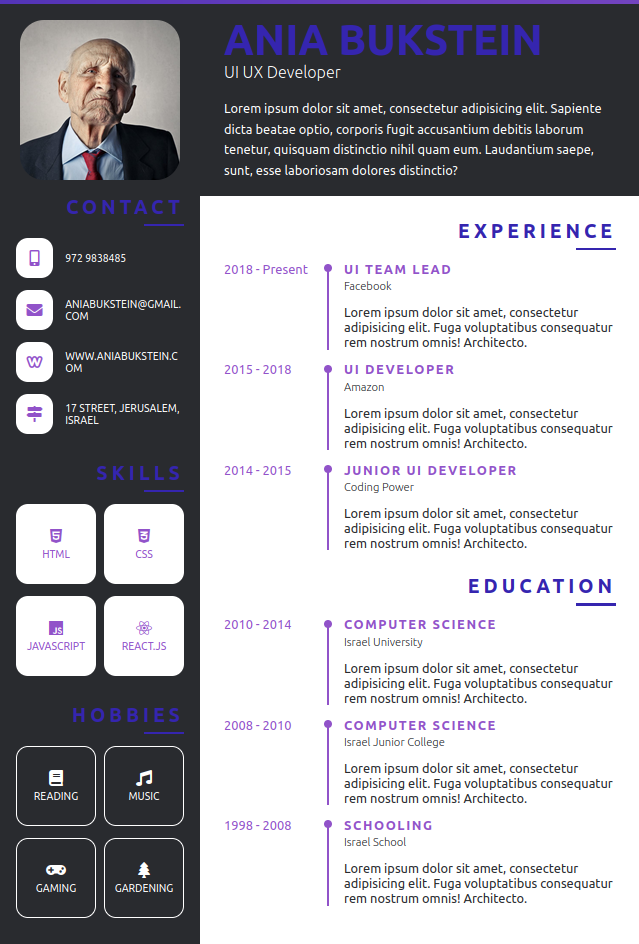 ANIA BUKSTEIN
UI UX Developer
Lorem ipsum dolor sit amet, consectetur adipisicing elit. Sapiente
dicta beatae optio, corporis fugit accusantium debitis laborum
tenetur, quisquam distinctio nihil quam eum. Laudantium saepe,
sunt, esse laboriosam dolores distinctio?
CONTACT
972 9838485
ANIABUKSTEIN@GMAIL.
COM
WWW.ANIABUKSTEIN.C
OM
17 STREET, JERUSALEM,
ISRAEL
SKILLS
HTML
CSS
JS
JAVASCRIPT
REACT.JS
HOBBIES
READING
MUSIC
GAMING
GARDENING
EXPERIENCE
2018 - Present
UI TEAM LEAD
Facebook
Lorem ipsum dolor sit amet, consectetur
adipisicing elit. Fuga voluptatibus consequatur
rem nostrum omnis! Architecto.
2015 - 2018
UI DEVELOPER
Amazon
Lorem ipsum dolor sit amet, consectetur
adipisicing elit. Fuga voluptatibus consequatur
rem nostrum omnis! Architecto.
2014 - 2015
JUNIOR UI DEVELOPER
Coding Power
Lorem ipsum dolor sit amet, consectetur
adipisicing elit. Fuga voluptatibus consequatur
rem nostrum omnis! Architecto.
EDUCATION
2010 - 2014
COMPUTER SCIENCE
Israel University
Lorem ipsum dolor sit amet, consectetur
adipisicing elit. Fuga voluptatibus consequatur
rem nostrum omnis! Architecto.
2008 - 2010
COMPUTER SCIENCE
Israel Junior College
Lorem ipsum dolor sit amet, consectetur
adipisicing elit. Fuga voluptatibus consequatur
rem nostrum omnis! Architecto.
1998 - 2008
SCHOOLING
Israel School
Lorem ipsum dolor sit amet, consectetur
adipisicing elit. Fuga voluptatibus consequatur
rem nostrum omnis! Architecto.